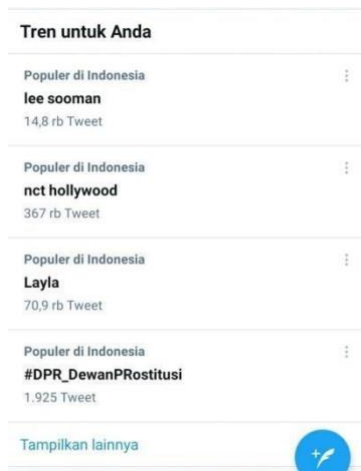 Tren untuk Anda
Populer di Indonesia
lee sooman
14,8 rb Tweet
Populer di Indonesia
nct hollywood
367 rb Tweet
Populer di Indonesia
Layla
70,9 rb Tweet
Populer di Indonesia
#DPR_DewanPRostitusi
1.925 Tweet
Tampilkan lainnya